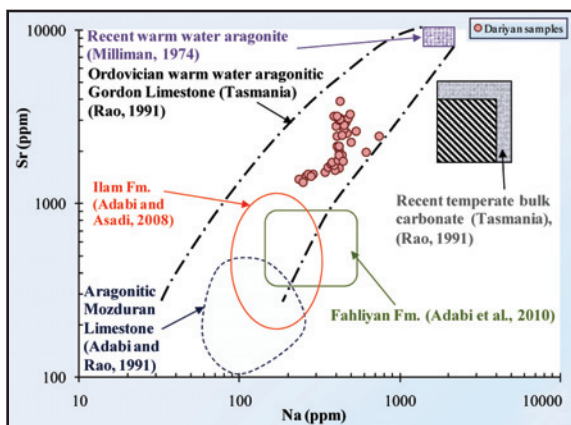 10000
Recent warm water aragonite
(Milliman, 1974)
Dariyan samples
Ordovician warm water aragonitic
Gordon Limestone (Tasmania)
(Rao, 1991)
Sr (ppm)
Ilam Fm.
(Adabi and
Asadi, 2008)
1000
Recent temperate bulk
carbonate (Tasmania),
(Rao, 1991)
Aragonitic
Mozduran
Limestone
(Adabi and
Rao, 1991)
Fahliyan Fm. (Adabi et al., 2010)
100
10
100
1000
10000
Na (ppm)